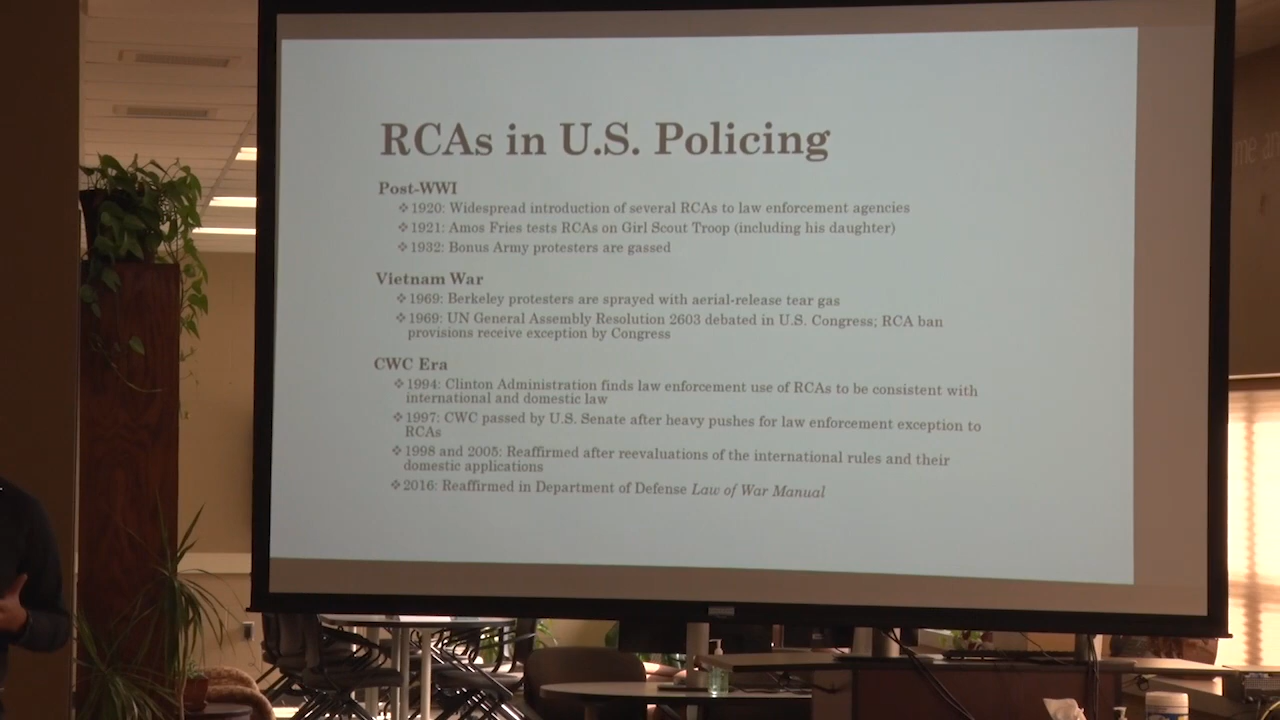 RCAs in U.S. Policing
Post-WWI
❖1920: Widespread introduction of several RCAs to law enforcement agencies
❖1921: Amos Fries tests RCAs on Girl Scout Troop (including his daughter)
❖1932: Bonus Army protesters are gassed
Vietnam War
❖1969: Berkeley protesters are sprayed with aerial-release tear gas
❖1969: UN General Assembly Resolution 2603 debated in U.S. Congress; RCA ban
provisions receive exception by Congress
CWC Era
❖1994: Clinton Administration finds law enforcement use of RCAs to be consistent with
international and domestic law
❖1997: CWC passed by U.S. Senate after heavy pushes for law enforcement exception to
RCAs
❖1998 and 2005: Reaffirmed after reevaluations of the international rules and their
domestic applications
❖2016: Reaffirmed in Department of Defense Law of War Manual